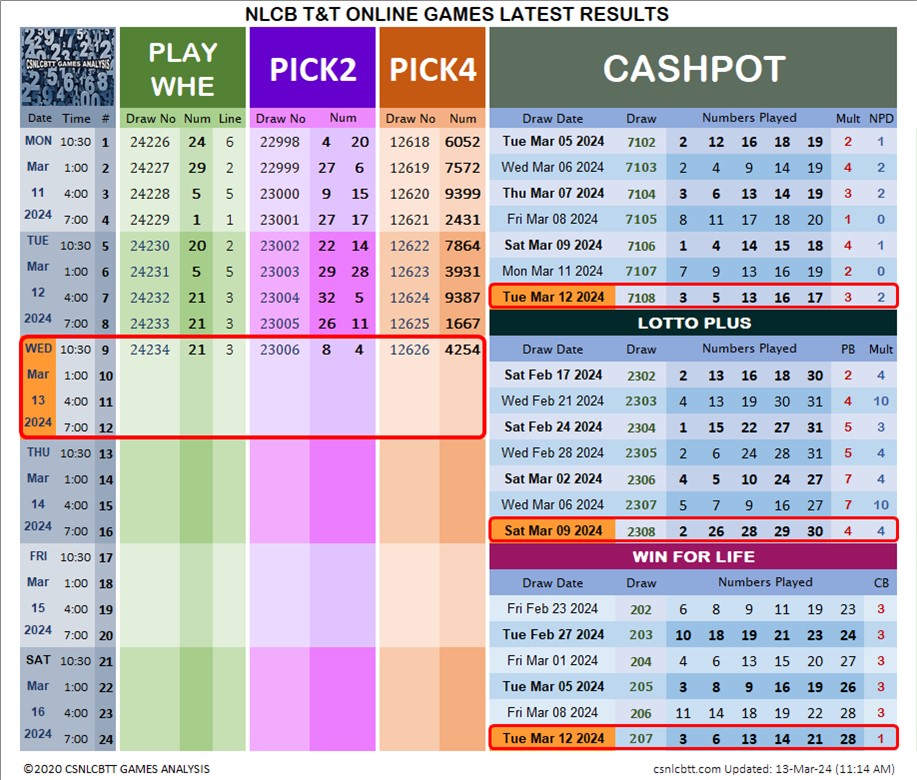 NLCB T&T ONLINE GAMES LATEST RESULTS
CSNLCBTT GAMES ANALYSIS
PLAY WHE
PICK2
PICK4
Date Time # Draw No Num Line Draw No Num Draw No Num
MON 10:30 1 24226 24 6 22998 4 20 12618 6052
Mar 1:00 2 24227 29 2 22999 27 6 12619 7572
11 4:00 3 24228 5 5 23000 9 15 12620 9399
2024 7:00 4 24229 1 1 23001 27 17 12621 2431
TUE 10:30 5 24230 20 2 23002 22 14 12622 7864
Mar 1:00 6 24231 5 5 23003 29 28 12623 3931
12 4:00 7 24232 21 3 23004 32 5 12624 9387
2024 7:00 8 24233 21 3 23005 26 11 12625 1667
WED 10:30 9 24234 21 3 23006 8 4 12626 4254
Mar 1:00 10
13 4:00 11
2024 7:00 12
THU 10:30 13
Mar 1:00 14
14 4:00 15
2024 7:00 16
FRI 10:30 17
Mar 1:00 18
15 4:00 19
2024 7:00 20
SAT 10:30 21
Mar 1:00 22
16 4:00 23
2024 7:00 24
CASHPOT
Draw Date Draw Numbers Played Mult NPD
Tue Mar 05 2024 7102 2 12 16 18 19 2 1
Wed Mar 06 2024 7103 2 4 9 14 19 4 2
Thu Mar 07 2024 7104 3 6 13 14 19 3 2
Fri Mar 08 2024 7105 8 11 17 18 20 1 0
Sat Mar 09 2024 7106 1 4 14 15 18 4 1
Mon Mar 11 2024 7107 7 9 13 16 19 2 0
Tue Mar 12 2024 7108 3 5 13 16 17 3 2
LOTTO PLUS
Draw Date Draw Numbers Played PB Mult
Sat Feb 17 2024 2302 2 13 16 18 30 2 4
Wed Feb 21 2024 2303 4 13 19 30 31 4 10
Sat Feb 24 2024 2304 1 15 22 27 31 5 3
Wed Feb 28 2024 2305 2 6 24 28 31 5 4
Sat Mar 02 2024 2306 4 5 10 24 27 7 4
Wed Mar 06 2024 2307 5 7 9 16 27 7 10
Sat Mar 09 2024 2308 2 26 28 29 30 4 4
WIN FOR LIFE
Draw Date Draw Numbers Played CB
Fri Feb 23 2024 202 6 8 9 11 19 23 3
Tue Feb 27 2024 203 10 18 19 21 23 24 3
Fri Mar 01 2024 204 4 6 13 15 20 27 3
Tue Mar 05 2024 205 3 8 9 16 19 26 3
Fri Mar 08 2024 206 11 14 18 19 22 28 3
Tue Mar 12 2024 207 3 6 13 14 21 28 1
©2020 CSNLCBTT GAMES ANALYSIS
csnlcbtt.com Updated: 13-Mar-24 (11:14 AM)